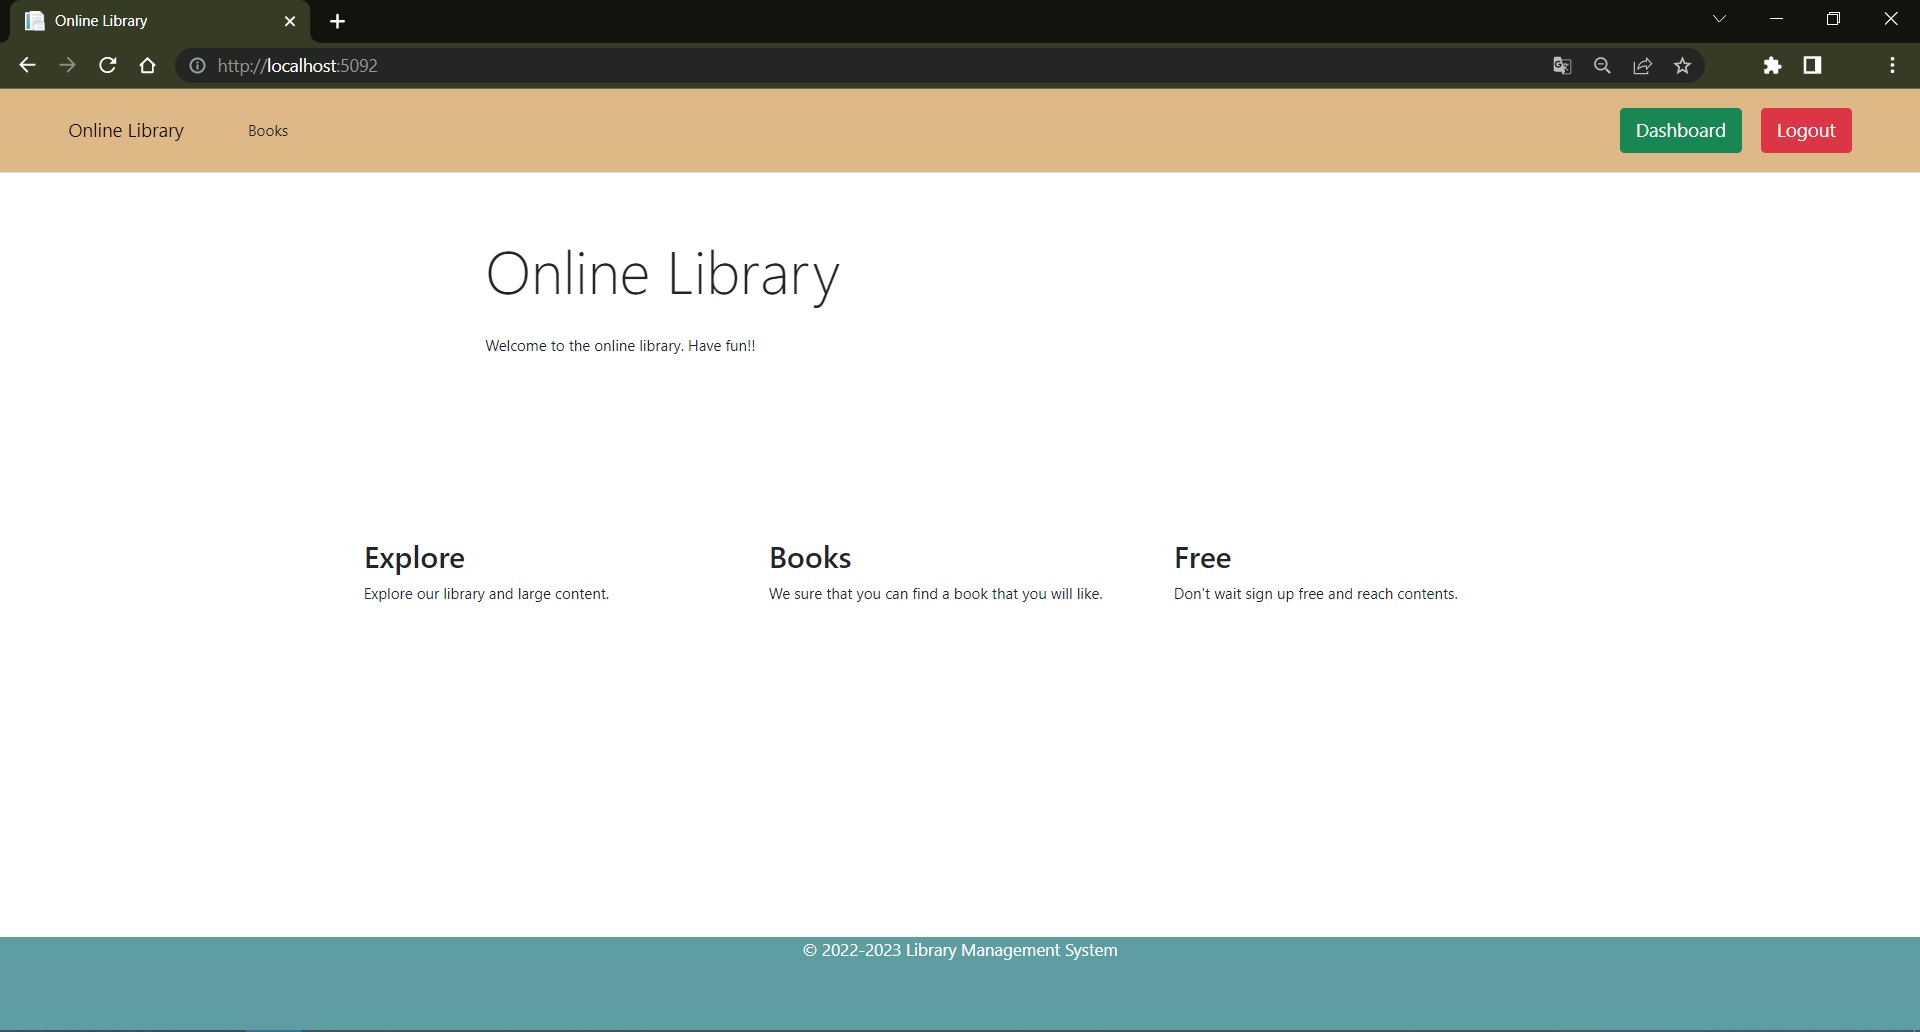 Online Library
http://localhost:5092
Online Library Books Dashboard Logout
Online Library
Welcome to the online library. Have fun!!
Explore
Explore our library and large content.
Books
We sure that you can find a book that you will like.
Free
Don't wait sign up free and reach contents.
© 2022-2023 Library Management System